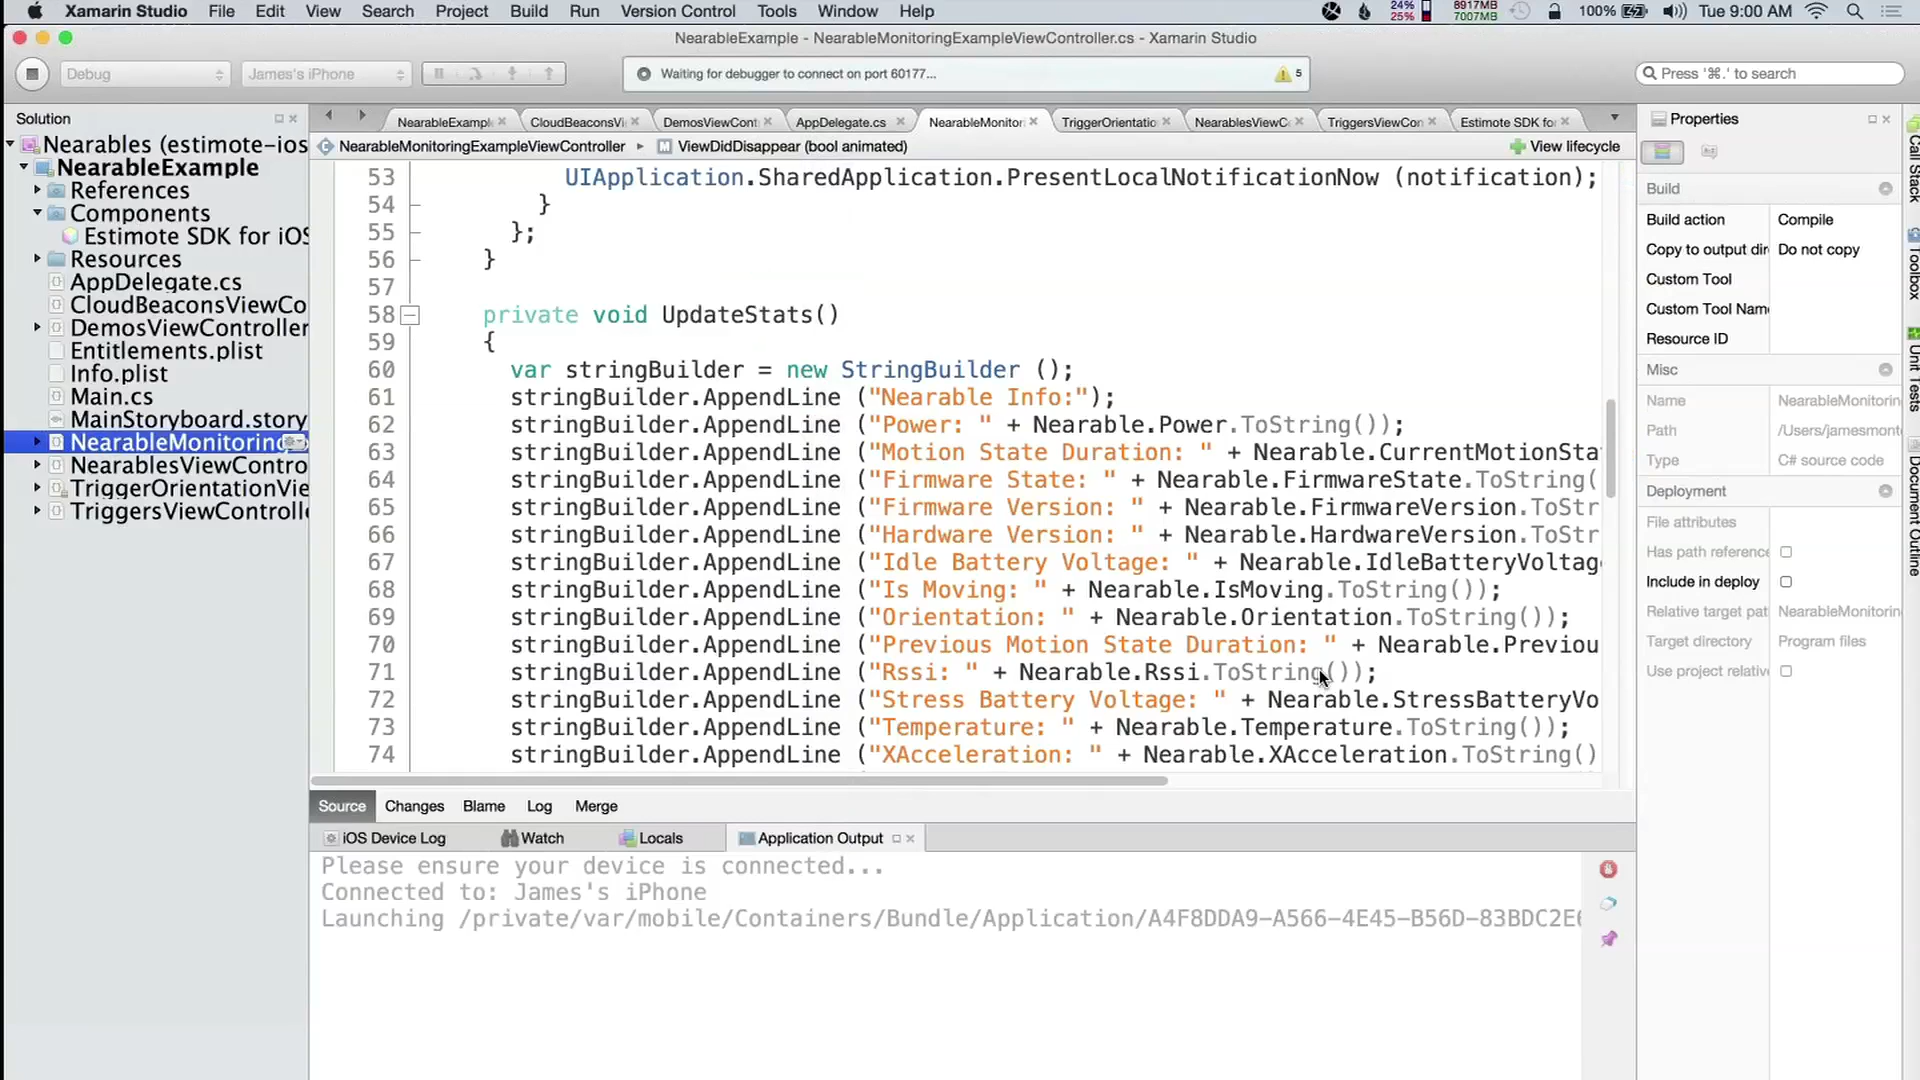 Xamarin Studio File Edit View Search Project Build Run Version Control Tools Window Help 24% 25% 8917MB 7007MB 100% Tue 9:00 AM
NearableExample - NearableMonitoringExampleViewController.cs - Xamarin Studio
Debug James's iPhone Waiting for debugger to connect on port 60177... 5 Press '⌘.' to search
Solution
Nearables (estimote-ios
NearableExample
References
Components
Estimote SDK for iOS
Resources
AppDelegate.cs
CloudBeaconsViewCo
DemosViewController
Entitlements.plist
Info.plist
Main.cs
MainStoryboard.story
NearableMonitoring
NearablesViewContro
TriggerOrientationVie
TriggersViewControlle
NearableExampl CloudBeaconsVi DemosViewCont AppDelegate.cs NearableMonitor TriggerOrientatio NearablesViewC TriggersViewCon Estimote SDK fo
NearableMonitoringExampleViewController ViewDidDisappear (bool animated) View lifecycle
53 UIApplication.SharedApplication.PresentLocalNotificationNow (notification);
54 }
55 };
56 }
57
58 private void UpdateStats()
59 {
60 var stringBuilder = new StringBuilder ();
61 stringBuilder.AppendLine ("Nearable Info:");
62 stringBuilder.AppendLine ("Power: " + Nearable.Power.ToString());
63 stringBuilder.AppendLine ("Motion State Duration: " + Nearable.CurrentMotionSta
64 stringBuilder.AppendLine ("Firmware State: " + Nearable.FirmwareState.ToString(
65 stringBuilder.AppendLine ("Firmware Version: " + Nearable.FirmwareVersion.ToStr
66 stringBuilder.AppendLine ("Hardware Version: " + Nearable.HardwareVersion.ToStr
67 stringBuilder.AppendLine ("Idle Battery Voltage: " + Nearable.IdleBatteryVoltag
68 stringBuilder.AppendLine ("Is Moving: " + Nearable.IsMoving.ToString());
69 stringBuilder.AppendLine ("Orientation: " + Nearable.Orientation.ToString());
70 stringBuilder.AppendLine ("Previous Motion State Duration: " + Nearable.Previou
71 stringBuilder.AppendLine ("Rssi: " + Nearable.Rssi.ToString());
72 stringBuilder.AppendLine ("Stress Battery Voltage: " + Nearable.StressBatteryVo
73 stringBuilder.AppendLine ("Temperature: " + Nearable.Temperature.ToString());
74 stringBuilder.AppendLine ("XAcceleration: " + Nearable.XAcceleration.ToString()
Source Changes Blame Log Merge
iOS Device Log Watch Locals Application Output
Please ensure your device is connected...
Connected to: James's iPhone
Launching /private/var/mobile/Containers/Bundle/Application/A4F8DDA9-A566-4E45-B56D-83BDC2E6
Properties
Build
Build action Compile
Copy to output dir Do not copy
Custom Tool
Custom Tool Name
Resource ID
Misc
Name NearableMonitorin
Path /Users/jamesmont
Type C# source code
Deployment
File attributes
Has path reference
Include in deploy
Relative target pat NearableMonitorin
Target directory Program files
Use project relative
Call Stack
Toolbox
Unit Tests
Document Outline